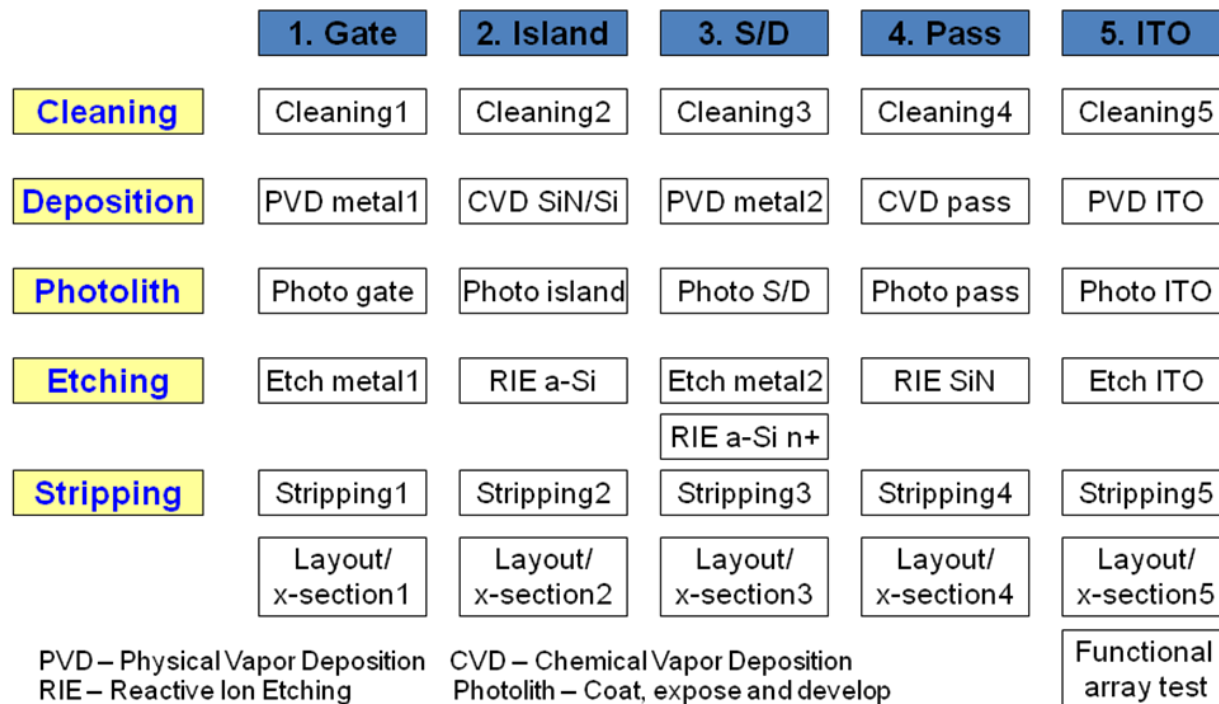 1. Gate 2. Island 3. S/D 4. Pass 5. ITO
Cleaning Cleaning1 Cleaning2 Cleaning3 Cleaning4 Cleaning5
Deposition PVD metal1 CVD SiN/Si PVD metal2 CVD pass PVD ITO
Photolith Photo gate Photo island Photo S/D Photo pass Photo ITO
Etching Etch metal1 RIE a-Si Etch metal2 RIE SiN Etch ITO
RIE a-Si n+
Stripping Stripping1 Stripping2 Stripping3 Stripping4 Stripping5
Layout/ Layout/ Layout/ Layout/ Layout/
x-section1 x-section2 x-section3 x-section4 x-section5
PVD – Physical Vapor Deposition CVD – Chemical Vapor Deposition
RIE – Reactive Ion Etching Photolith – Coat, expose and develop
Functional
array test